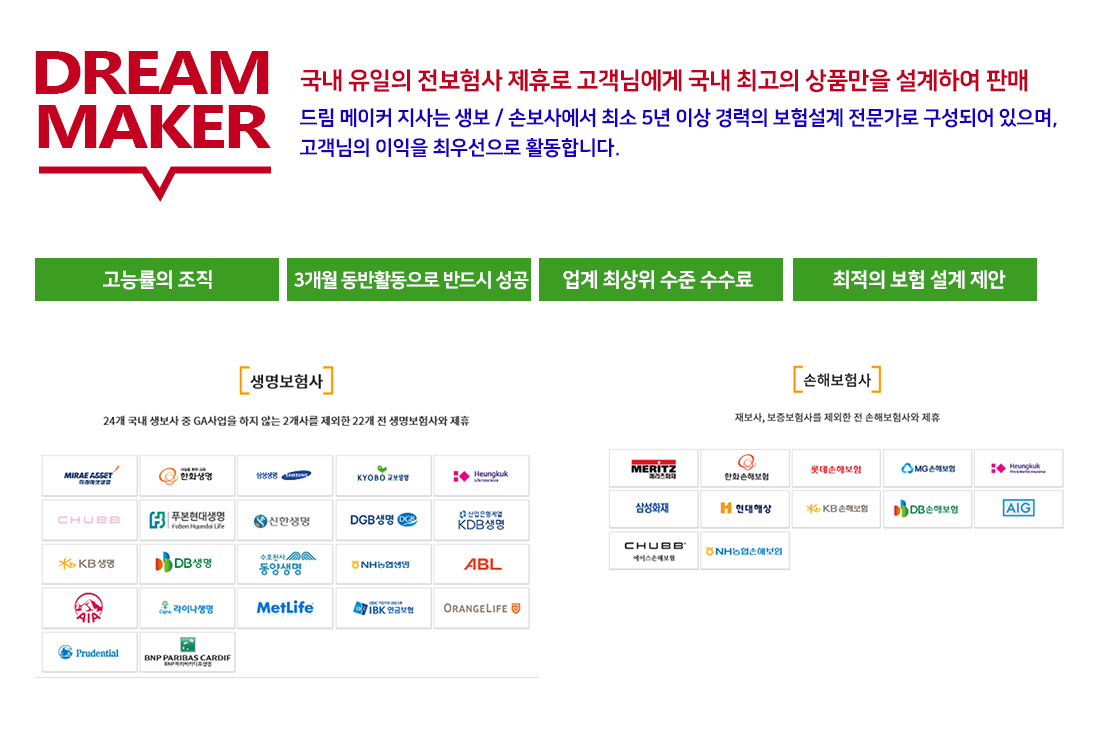 DREAM
MAKER
국내 유일의 전보험사 제휴로 고객님에게 국내 최고의 상품만을 설계하여 판매
드림 메이커 지사는 생보 / 손보사에서 최소 5년 이상 경력의 보험설계 전문가로 구성되어 있으며,
고객님의 이익을 최우선으로 활동합니다.
고능률의 조직
3개월 동반활동으로 반드시 성공
업계 최상위 수준 수수료
최적의 보험 설계 제안
생명보험사
24개 국내 생보사 중 GA사업을 하지 않는 2개사를 제외한 22개 전 생명보험사와 제휴
MIRAE ASSET
미래에셋생명
한화생명
삼성생명 SAMSUNG
KYOBO 교보생명
Heungkuk
Life Insurance
CHUBB
푸본현대생명
Fubon Hyundai Life
신한생명
DGB생명 DGB
산업은행계열
KDB생명
KB생명
DB생명
수호천사
동양생명
NH농협생명
ABL
AIA
Cigna 라이나생명
MetLife
IBK연금보험
ORANGELIFE
Prudential
BNP PARIBAS CARDIF
BNP파리바카디프생명
손해보험사
재보사, 보증보험사를 제외한 전 손해보험사와 제휴
MERITZ
메리츠화재
한화손해보험
롯데손해보험
MG손해보험
Heungkuk
Fire & Marine Insurance
삼성화재
현대해상
KB손해보험
DB손해보험
AIG
CHUBB
에이스손해보험
NH농협손해보험